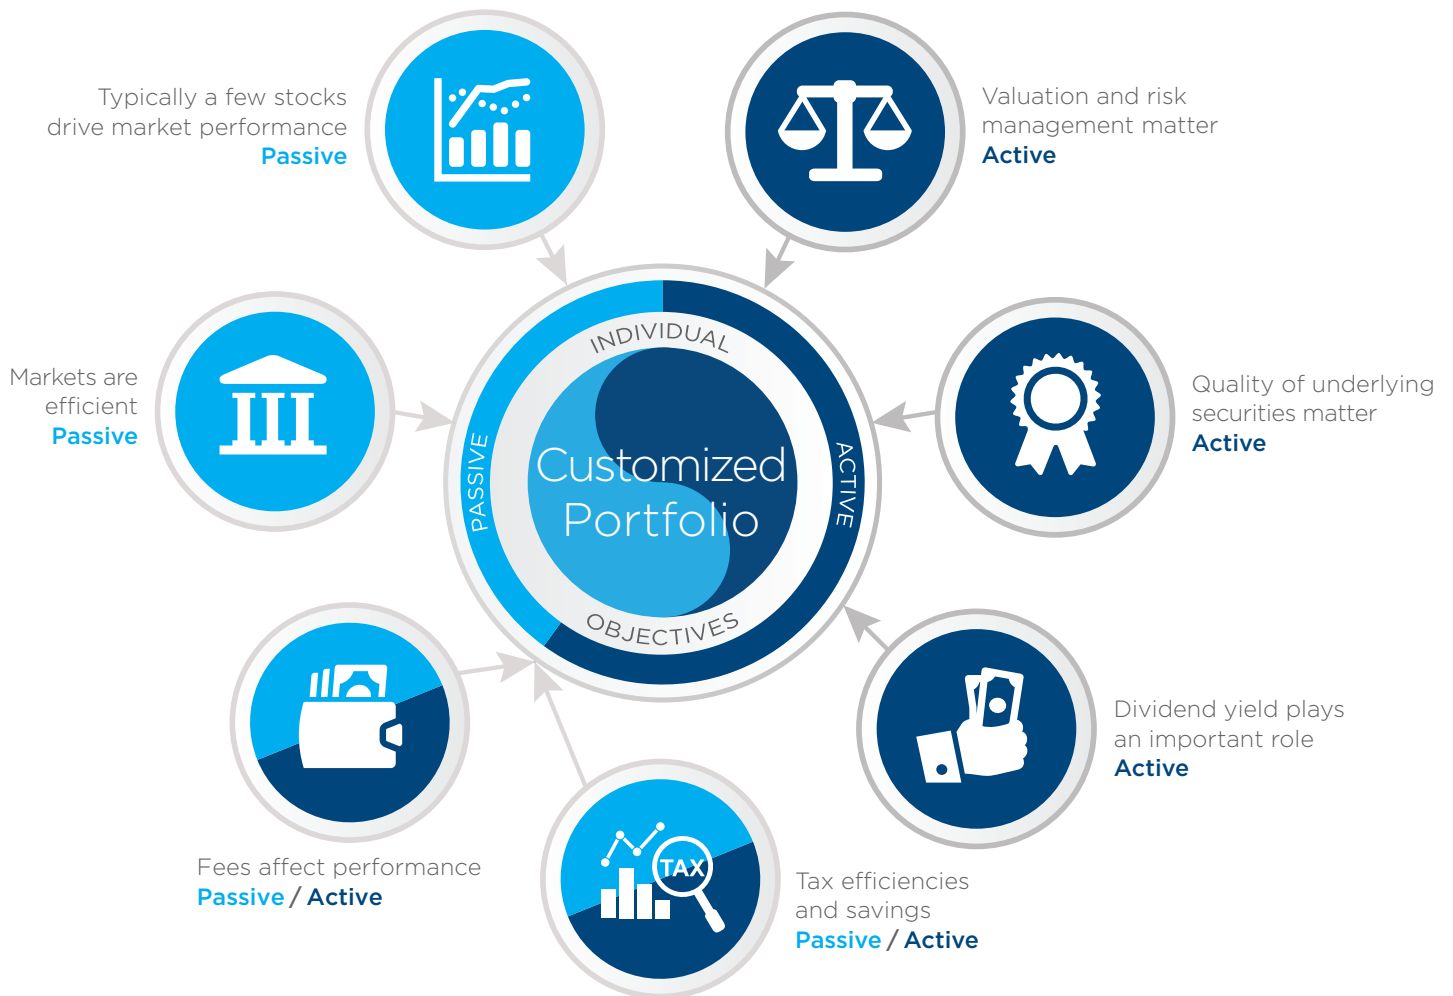 Typically a few stocks
drive market performance
Passive
Valuation and risk
management matter
Active
Markets are
efficient
Passive
INDIVIDUAL
PASSIVE
Customized
Portfolio
ACTIVE
OBJECTIVES
Quality of underlying
securities matter
Active
Dividend yield plays
an important role
Active
Fees affect performance
Passive / Active
TAX
Tax efficiencies
and savings
Passive / Active